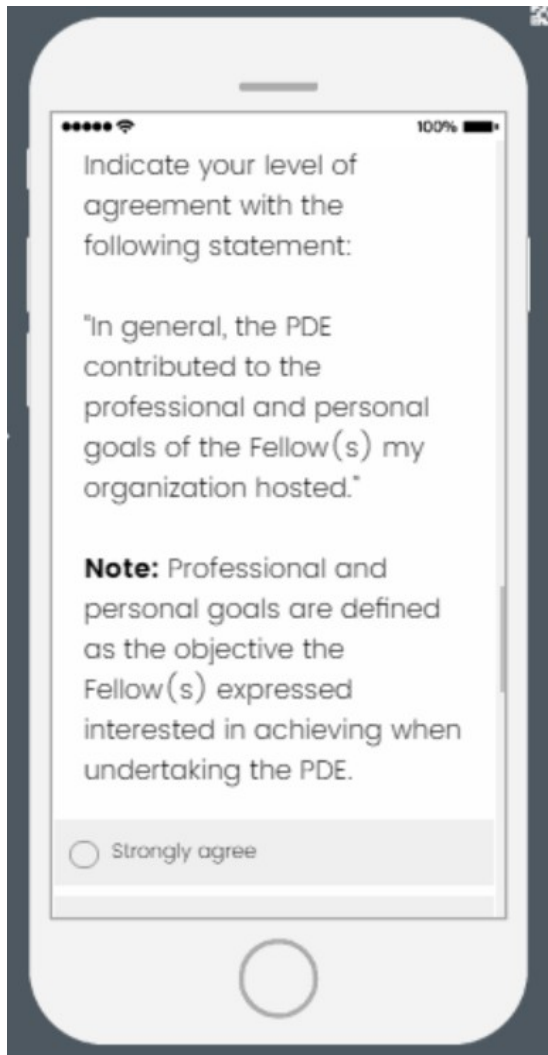 100%
Indicate your level of
agreement with the
following statement:
"In general, the PDE
contributed to the
professional and personal
goals of the Fellow(s) my
organization hosted."
Note: Professional and
personal goals are defined
as the objective the
Fellow(s) expressed
interested in achieving when
undertaking the PDE.
Strongly agree